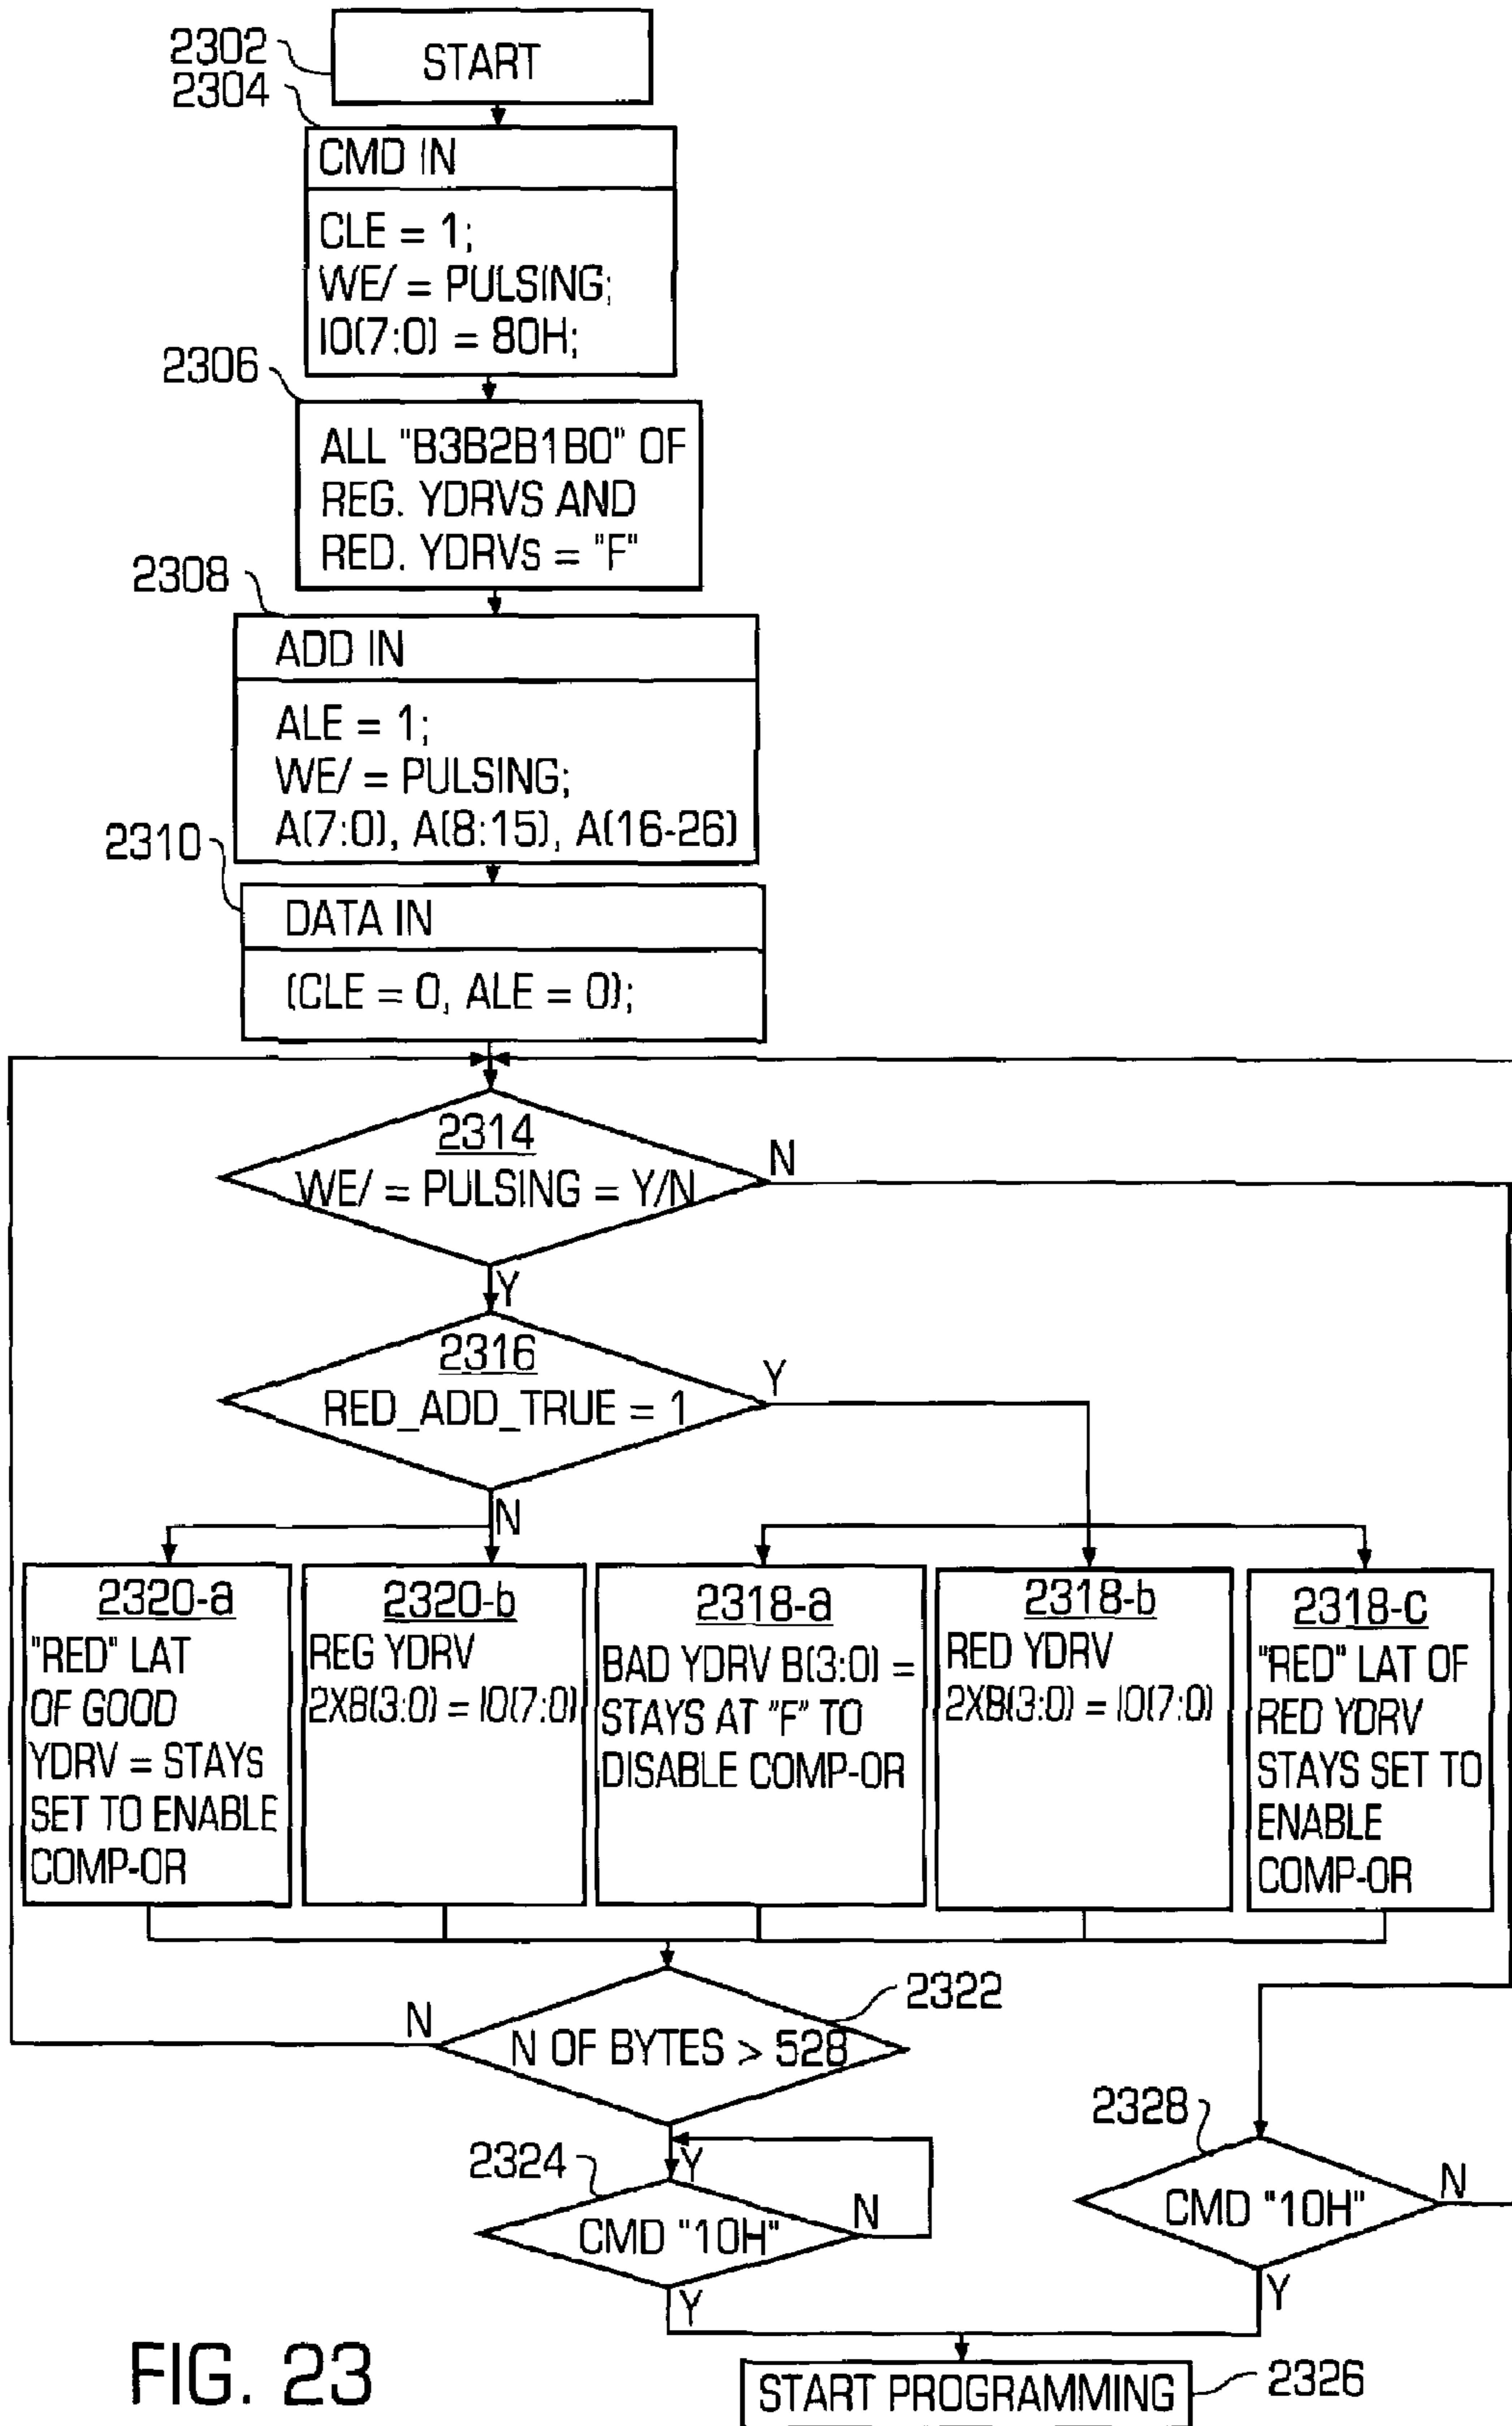 2302
START
2304
CMD IN
CLE = 1;
WE/ = PULSING;
IO(7:0) = 80H;
2306
ALL "B3B2B1B0" OF
REG. YDRVS AND
RED. YDRVs = "F"
2308
ADD IN
ALE = 1;
WE/ = PULSING;
A(7:0), A(8:15), A(16-26)
2310
DATA IN
(CLE = 0, ALE = 0);
2314
WE/ = PULSING = Y/N
N
Y
2316
RED_ADD_TRUE = 1
Y
N
2320-a
"RED" LAT
OF GOOD
YDRV = STAYs
SET TO ENABLE
COMP-OR
2320-b
REG YDRV
2XB(3:0) = IO(7:0)
2318-a
BAD YDRV B(3:0) =
STAYS AT "F" TO
DISABLE COMP-OR
2318-b
RED YDRV
2XB(3:0) = IO(7:0)
2318-c
"RED" LAT OF
RED YDRV
STAYS SET TO
ENABLE
COMP-OR
2322
N
N OF BYTES > 528
Y
2324
CMD "10H"
N
Y
2328
CMD "10H"
N
Y
START PROGRAMMING
2326
FIG. 23